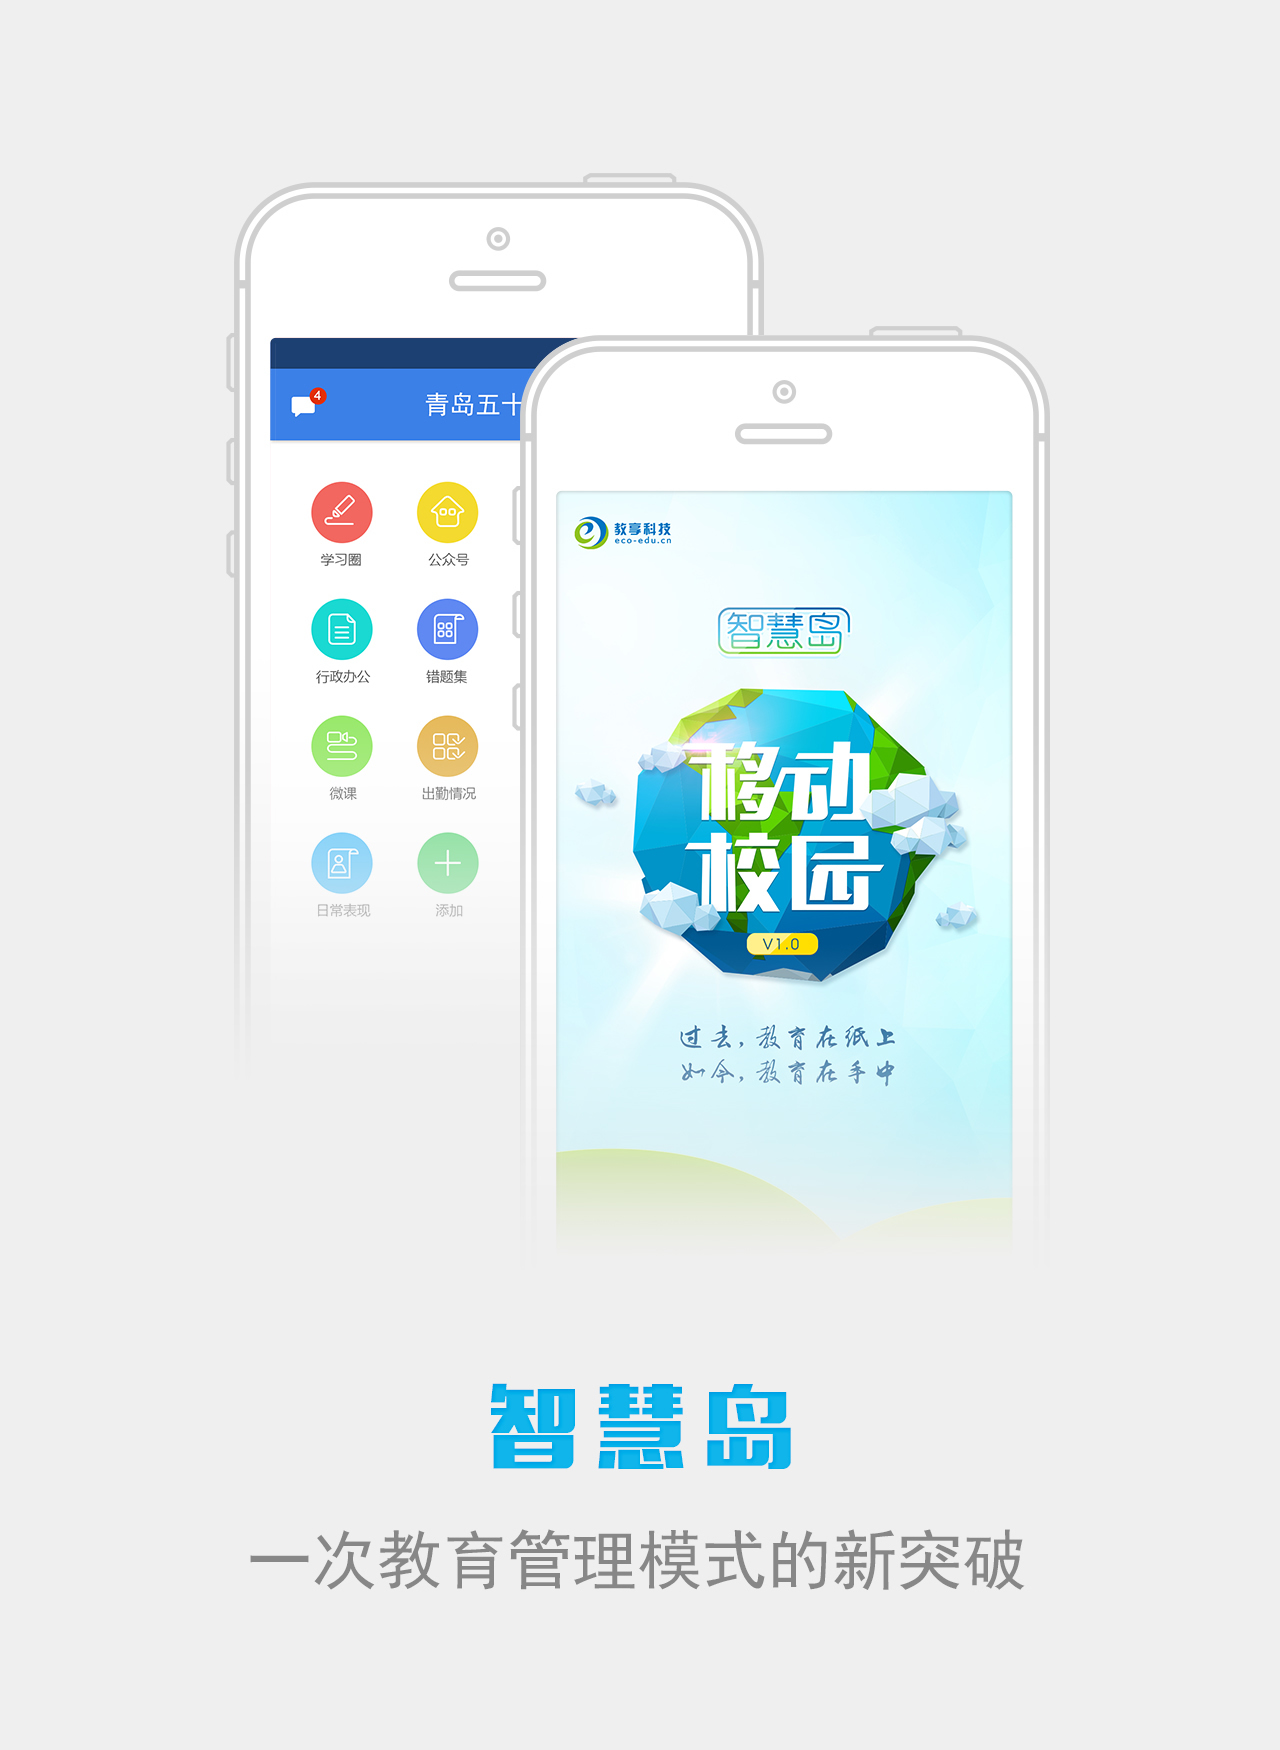 4
青岛五十
学习圈
公众号
行政办公
错题集
微课
出勤情况
日常表现
添加
教享科技
eco-edu.cn
智慧岛
移动
校园
V1.0
过去，教育在纸上
如今，教育在手中
智慧岛
一次教育管理模式的新突破